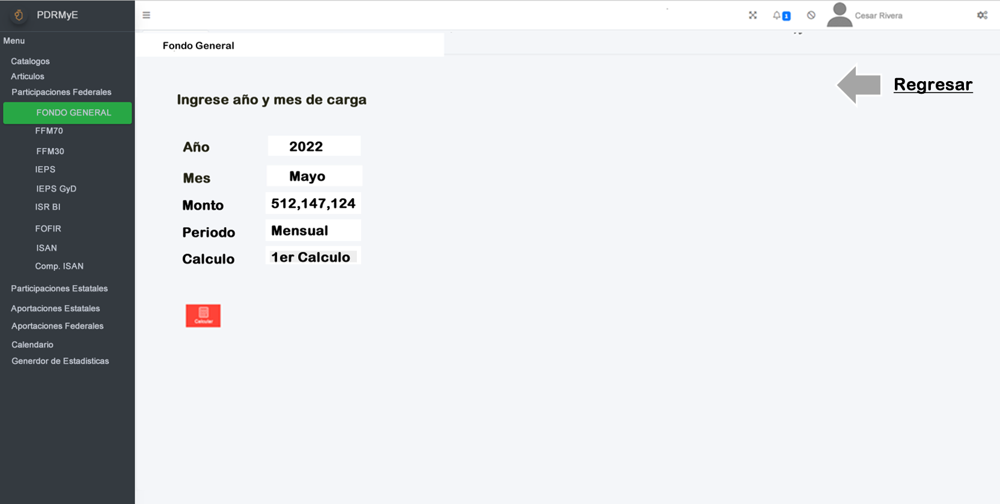 PDRMyE
1
Cesar Rivera
Menu
Catalogos
Articulos
Participaciones Federales
FONDO GENERAL
FFM70
FFM30
IEPS
IEPS GyD
ISR BI
FOFIR
ISAN
Comp. ISAN
Participaciones Estatales
Aportaciones Estatales
Aportaciones Federales
Calendario
Generdor de Estadisticas
Fondo General
Regresar
Ingrese año y mes de carga
Año 2022
Mes Mayo
Monto 512,147,124
Periodo Mensual
Calculo 1er Calculo
Calcular